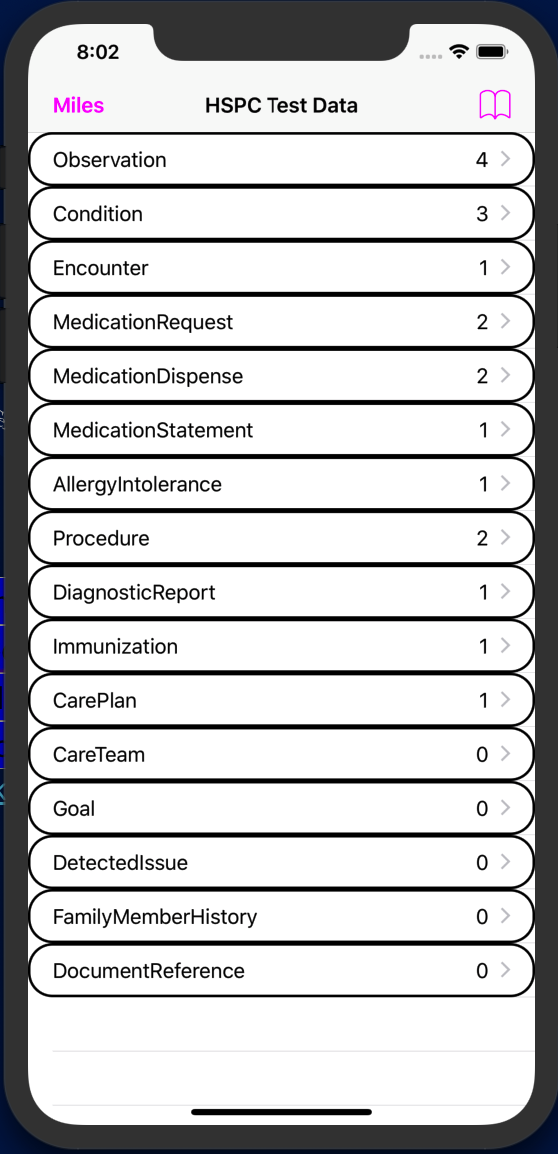 8:02
Miles HSPC Test Data
Observation 4
Condition 3
Encounter 1
MedicationRequest 2
MedicationDispense 2
MedicationStatement 1
AllergyIntolerance 1
Procedure 2
DiagnosticReport 1
Immunization 1
CarePlan 1
CareTeam 0
Goal 0
DetectedIssue 0
FamilyMemberHistory 0
DocumentReference 0